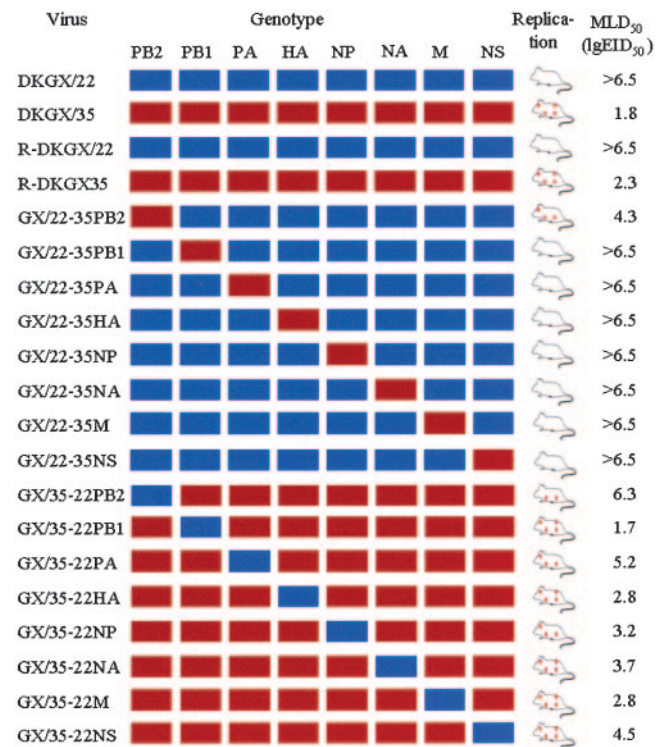 Virus Genotype Replica-tion MLD50 (lgEID50)
PB2 PB1 PA HA NP NA M NS
DKGX/22 >6.5
DKGX/35 1.8
R-DKGX/22 >6.5
R-DKGX35 2.3
GX/22-35PB2 4.3
GX/22-35PB1 >6.5
GX/22-35PA >6.5
GX/22-35HA >6.5
GX/22-35NP >6.5
GX/22-35NA >6.5
GX/22-35M >6.5
GX/22-35NS >6.5
GX/35-22PB2 6.3
GX/35-22PB1 1.7
GX/35-22PA 5.2
GX/35-22HA 2.8
GX/35-22NP 3.2
GX/35-22NA 3.7
GX/35-22M 2.8
GX/35-22NS 4.5